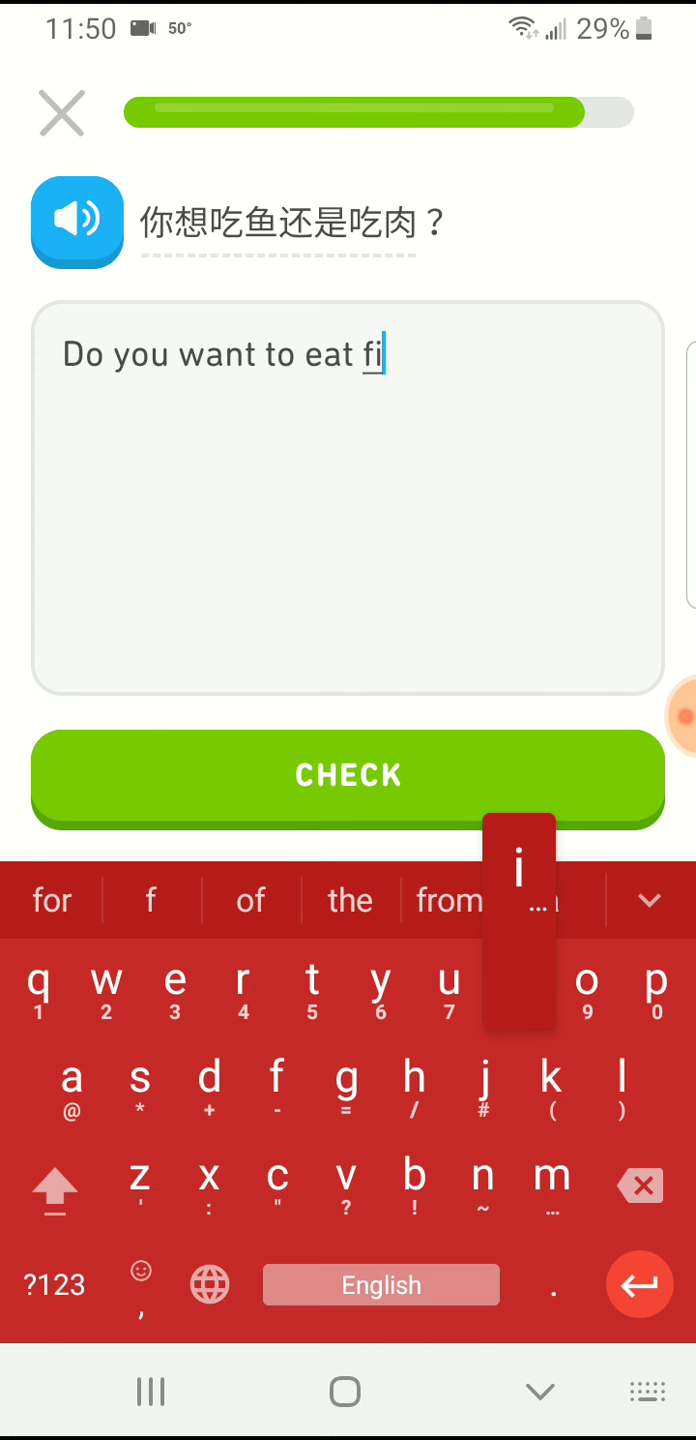 11:50 50° 29%
你想吃鱼还是吃肉？
Do you want to eat fi
CHECK
i
for f of the from ...
q w e r t y u o p
1 2 3 4 5 6 7 9 0
a s d f g h j k l
@ * + - = / # ( )
z x c v b n m
' : " ? ! ~ ...
?123 , English .